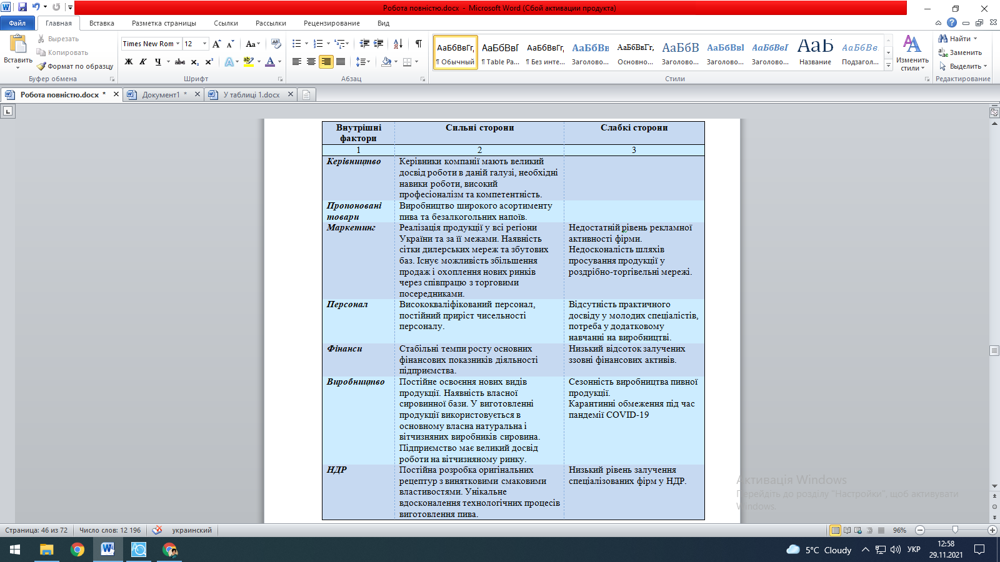 Робота повністю.docx - Microsoft Word (Сбой активации продукта)
Файл Главная Вставка Разметка страницы Ссылки Рассылки Рецензирование Вид
Вставить
Вырезать
Копировать
Формат по образцу
Буфер обмена
Times New Rom 12
Шрифт
Абзац
АаБбВвГг, АаБбВвГ АаБбВвГг, АаБбВв АаБбВвГг, АаБбВ АаБбВвІ АаБбВвГ АаЬ АаБбВв.
¶ Обычный ¶ Table Pa... ¶ Без инте... Заголово... Основно... Заголово... Заголово... Заголово... Название Подзагол...
Стили
Изменить
стили
Найти
Заменить
Выделить
Редактирование
Робота повністю.docx * Документ1 * У таблиці 1.docx
Внутрішні
фактори
Сильні сторони
Слабкі сторони
1 2 3
Керівництво
Керівники компанії мають великий
досвід роботи в даній галузі, необхідні
навики роботи, високий
професіоналізм та компетентність.
Пропоновані
товари
Виробництво широкого асортименту
пива та безалкогольних напоїв.
Маркетинг
Реалізація продукції у всі регіони
України та за її межами. Наявність
сітки дилерських мереж та збутових
баз. Існує можливість збільшення
продаж і охоплення нових ринків
через співпрацю з торговими
посередниками.
Недостатній рівень рекламної
активності фірми.
Недосконалість шляхів
просування продукції у
роздрібно-торгівельні мережі.
Персонал
Висококваліфікований персонал,
постійний приріст чисельності
персоналу.
Відсутність практичного
досвіду у молодих спеціалістів,
потреба у додатковому
навчанні на виробництві.
Фінанси
Стабільні темпи росту основних
фінансових показників діяльності
підприємства.
Низький відсоток залучених
ззовні фінансових активів.
Виробництво
Постійне освоєння нових видів
продукції. Наявність власної
сировинної бази. У виготовленні
продукції використовується в
основному власна натуральна і
вітчизняних виробників сировина.
Підприємство має великий досвід
роботи на вітчизняному ринку.
Сезонність виробництва пивної
продукції.
Карантинні обмеження під час
пандемії COVID-19
НДР
Постійна розробка оригінальних
рецептур з винятковими смаковими
властивостями. Унікальне
вдосконалення технологічних процесів
виготовлення пива.
Низький рівень залучення
спеціалізованих фірм у НДР.
Активація Windows
Перейдіть до розділу "Настройки", щоб активувати
Windows.
Страница: 46 из 72 Число слов: 12 196 украинский 96%
5°C Cloudy УКР 12:58
29.11.2021